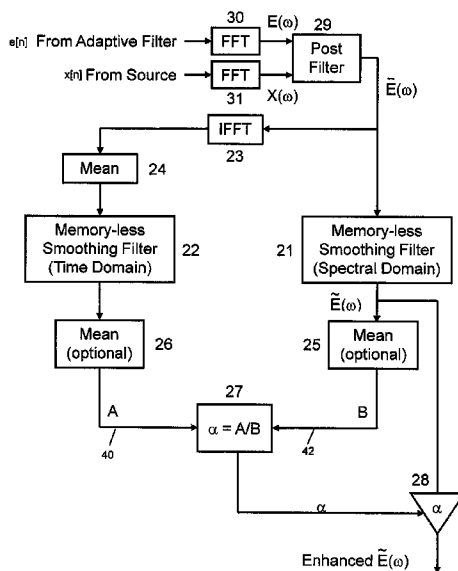 30
E(ω)
29
e[n] From Adaptive Filter
FFT
Post
Filter
x[n] From Source
FFT
31
X(ω)
Ẽ(ω)
IFFT
23
Mean
24
Memory-less
Smoothing Filter
(Time Domain)
22
21
Memory-less
Smoothing Filter
(Spectral Domain)
Ẽ(ω)
Mean
(optional)
26
25
Mean
(optional)
27
A
α = A/B
B
40
42
28
α
α
Enhanced Ẽ(ω)